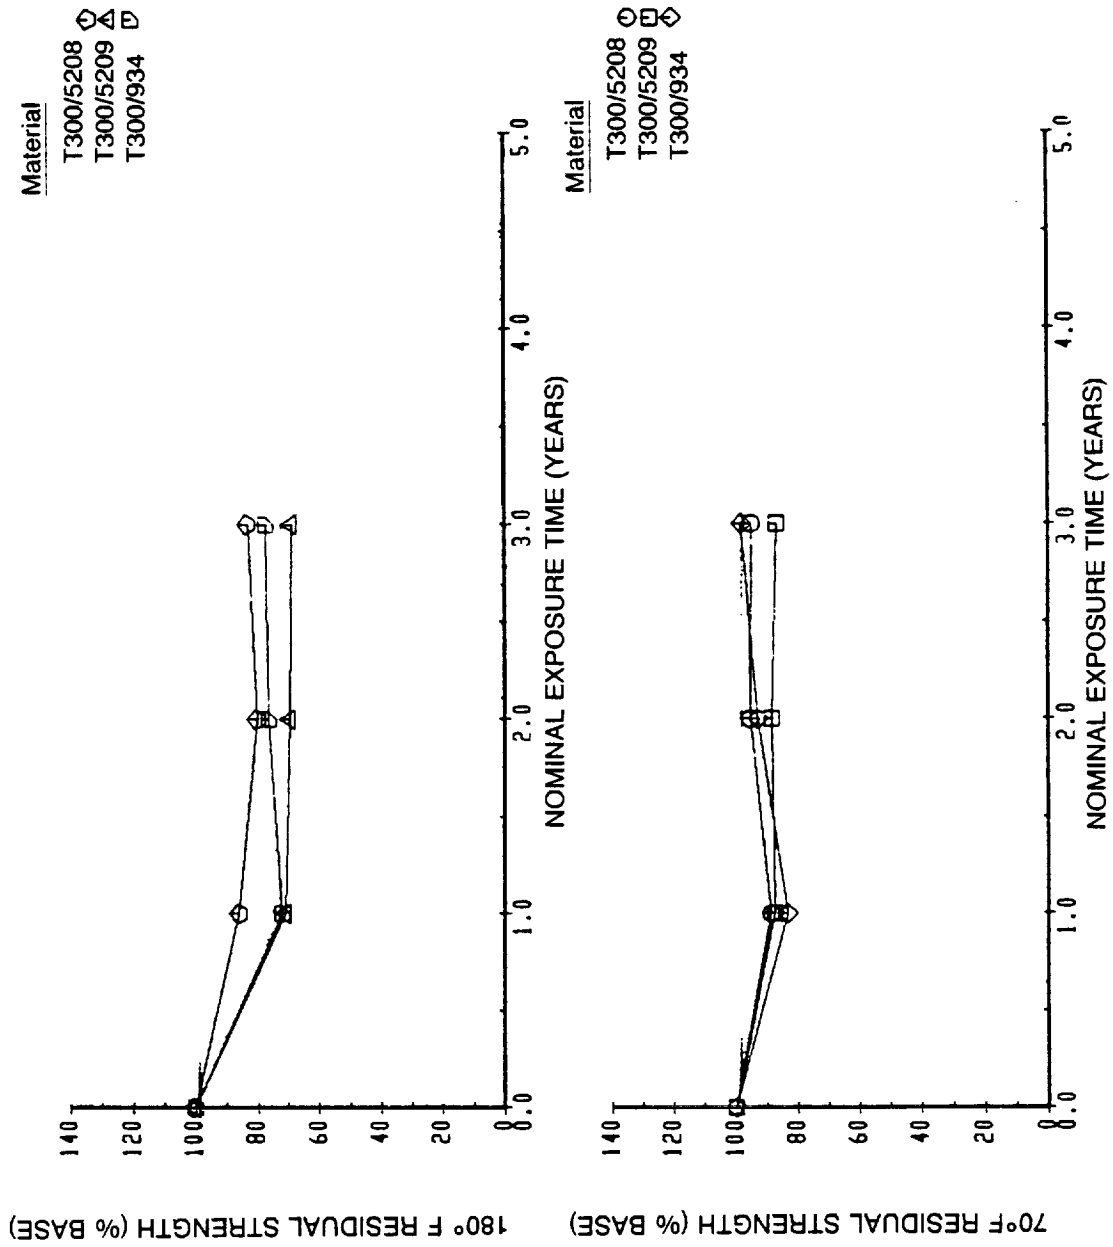 Material
T300/5208
T300/5209
T300/934
180° F RESIDUAL STRENGTH (% BASE)
140
120
100
80
60
40
20
0
.0
1.0
2.0
3.0
4.0
5.0
NOMINAL EXPOSURE TIME (YEARS)
Material
T300/5208
T300/5209
T300/934
70°F RESIDUAL STRENGTH (% BASE)
140
120
100
80
60
40
20
0
.0
1.0
2.0
3.0
4.0
5.0
NOMINAL EXPOSURE TIME (YEARS)